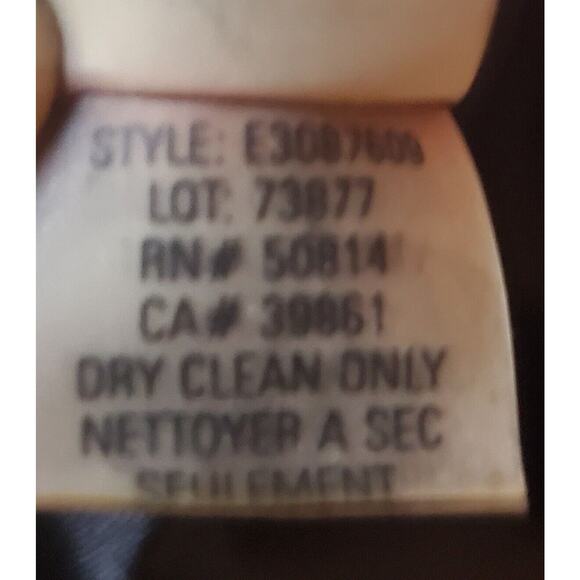 STYLE:
LOT: 73877
RN# 50814
CA# 39861
DRY CLEAN ONLY
NETTOYER A SEC
SEULEMENT